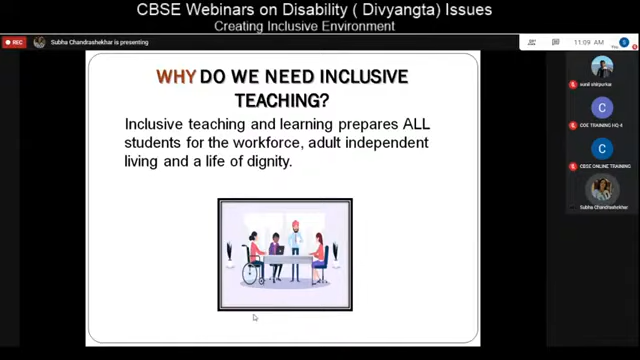 CBSE Webinars on Disability ( Divyangta) Issues
Creating Inclusive Environment
REC
Subha Chandrashekhar is presenting
11:09 AM
S
WHY DO WE NEED INCLUSIVE
TEACHING?
Inclusive teaching and learning prepares ALL
students for the workforce, adult independent
living and a life of dignity.
sunil shirpurkar
C
COE TRAINING HQ 4
C
CBSE ONLINE TRAINING
Subha Chandrashekhar